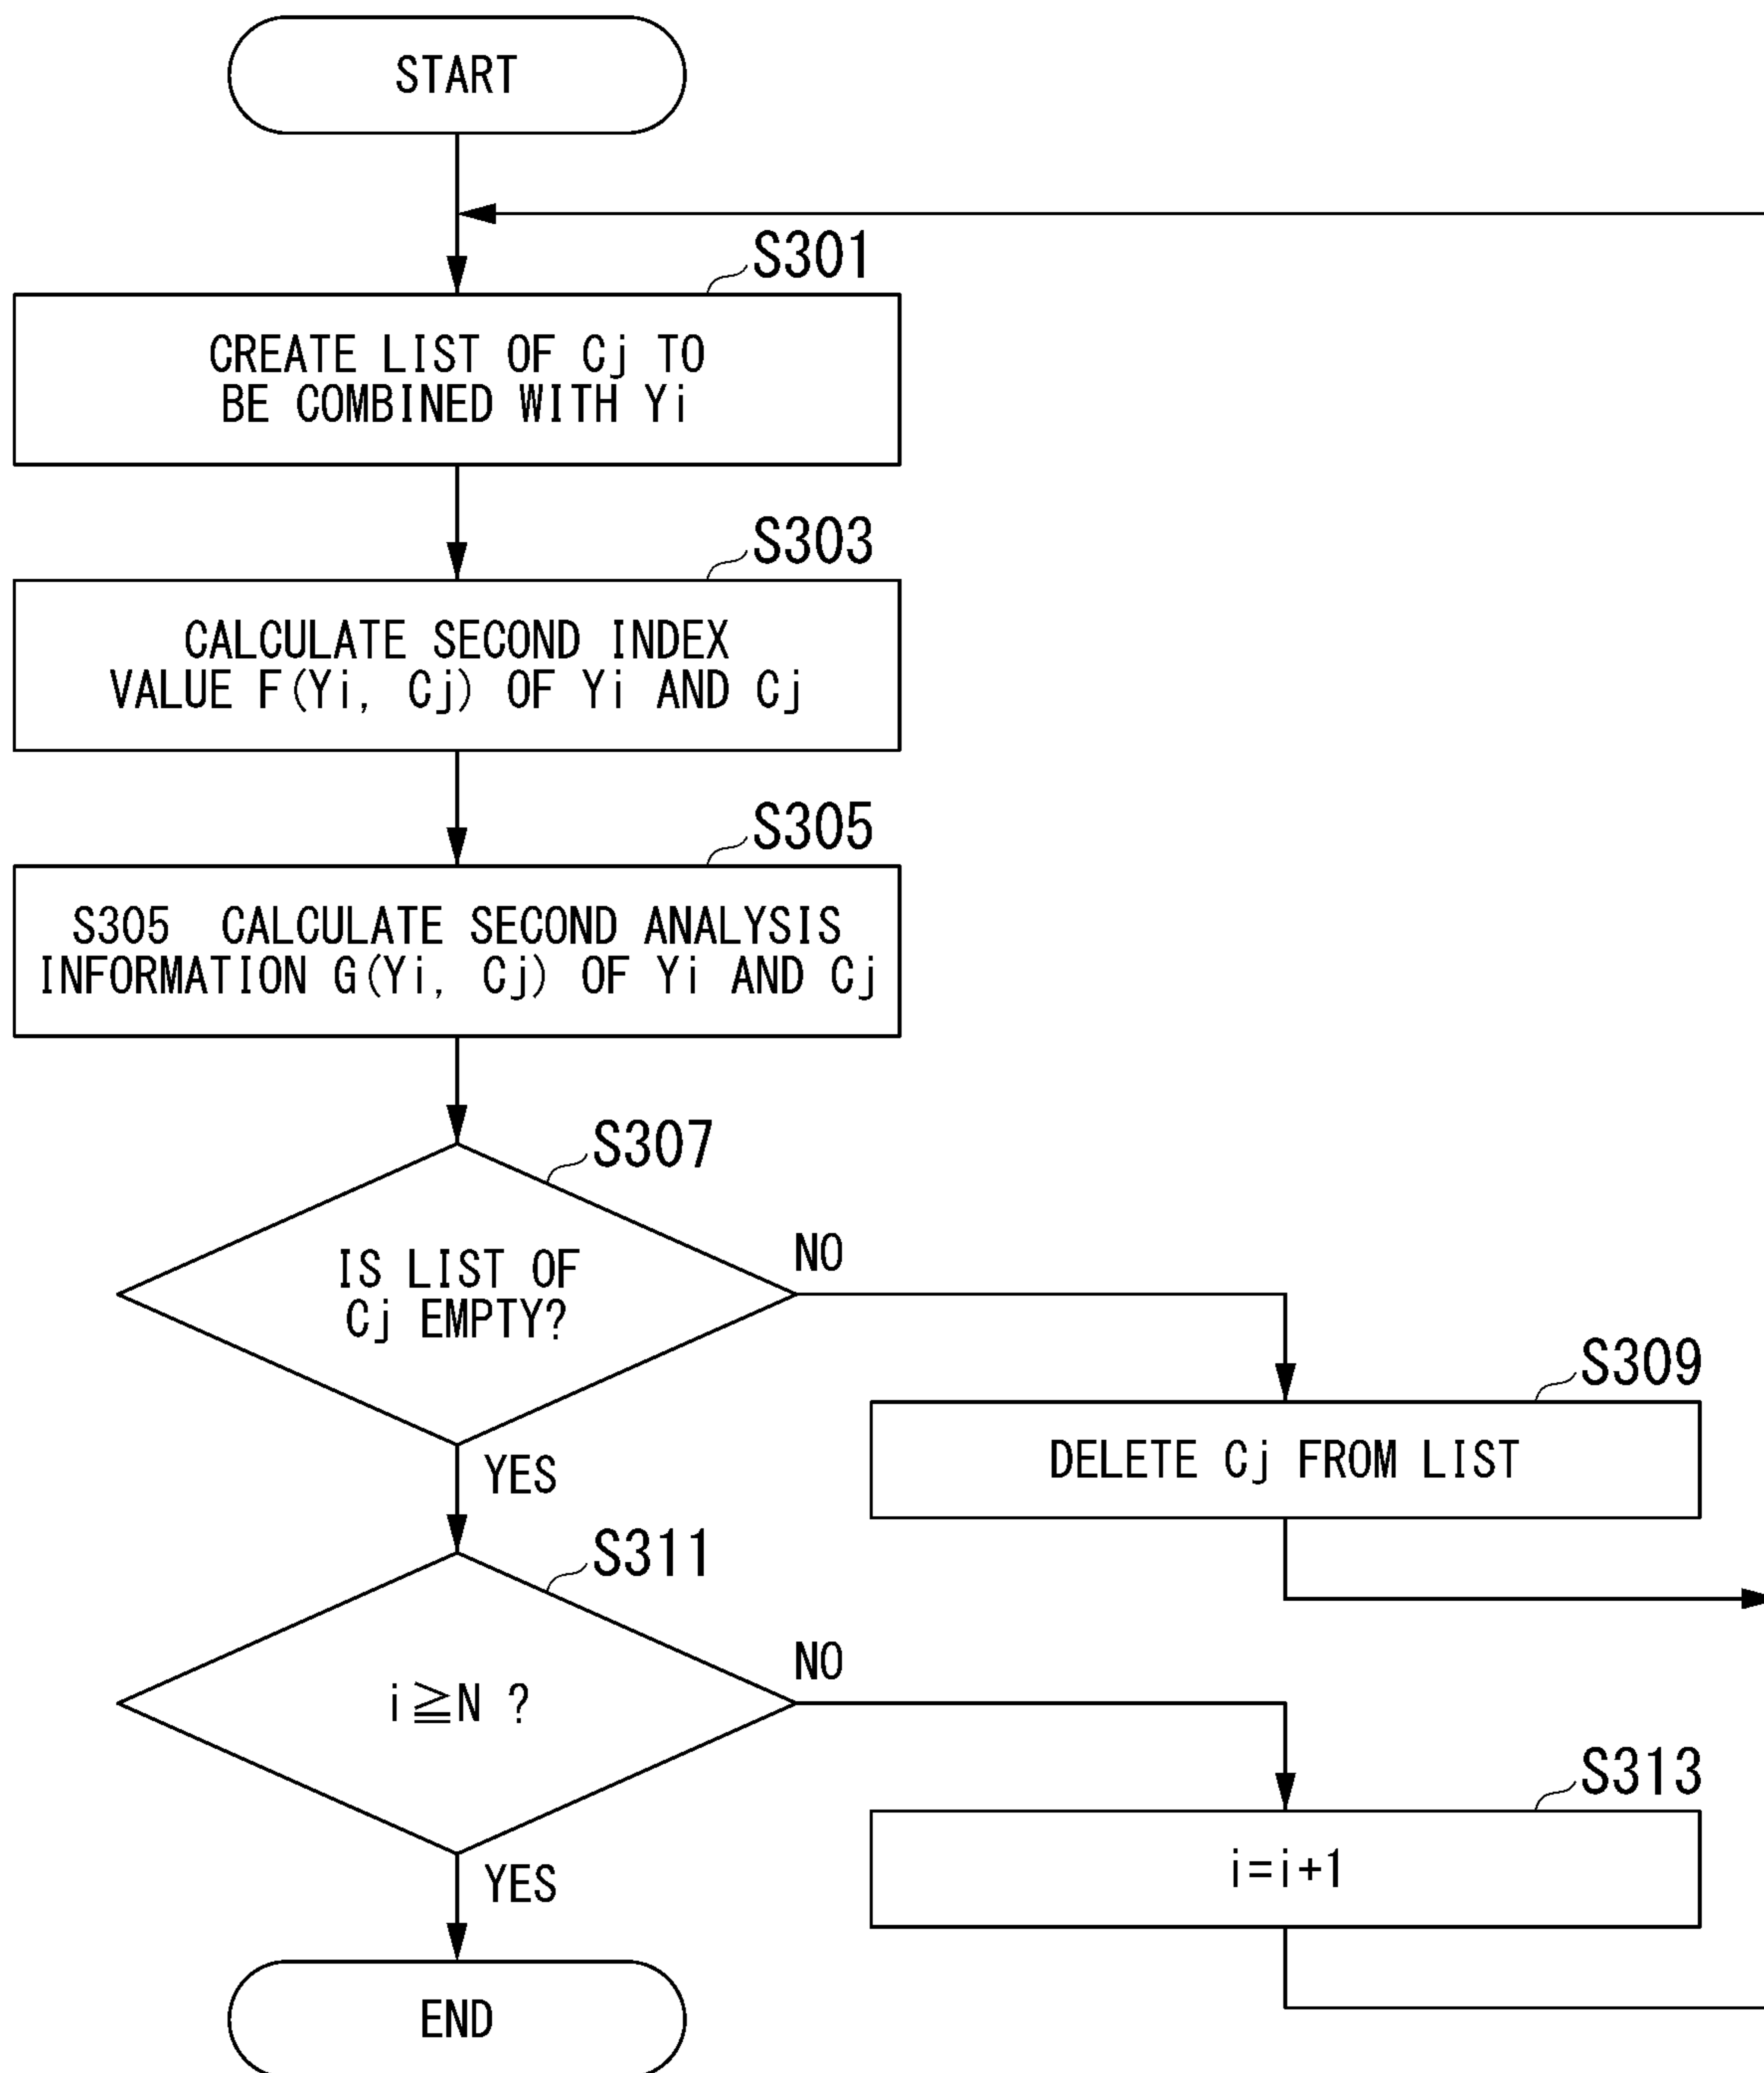 START
S301
CREATE LIST OF Cj TO
BE COMBINED WITH Yi
S303
CALCULATE SECOND INDEX
VALUE F(Yi, Cj) OF Yi AND Cj
S305
S305 CALCULATE SECOND ANALYSIS
INFORMATION G(Yi, Cj) OF Yi AND Cj
S307
IS LIST OF
Cj EMPTY?
NO
S309
DELETE Cj FROM LIST
YES
S311
i≧N ?
NO
S313
i=i+1
YES
END